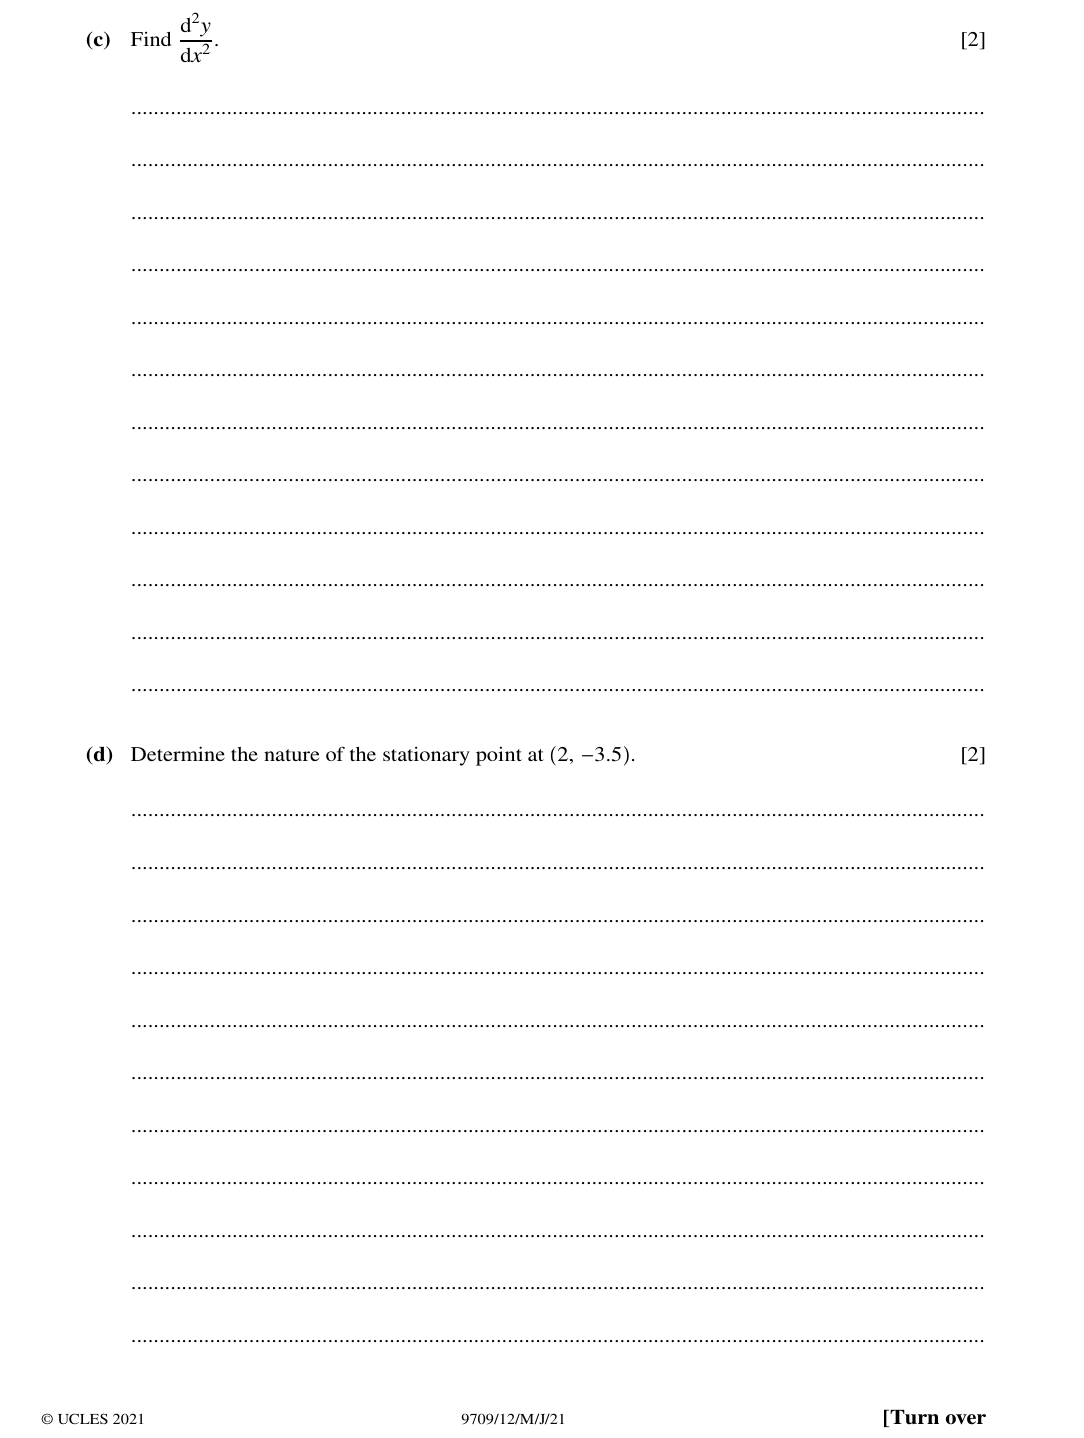 (c) Find d²y/dx². [2]
(d) Determine the nature of the stationary point at (2, −3.5). [2]
© UCLES 2021 9709/12/M/J/21 [Turn over